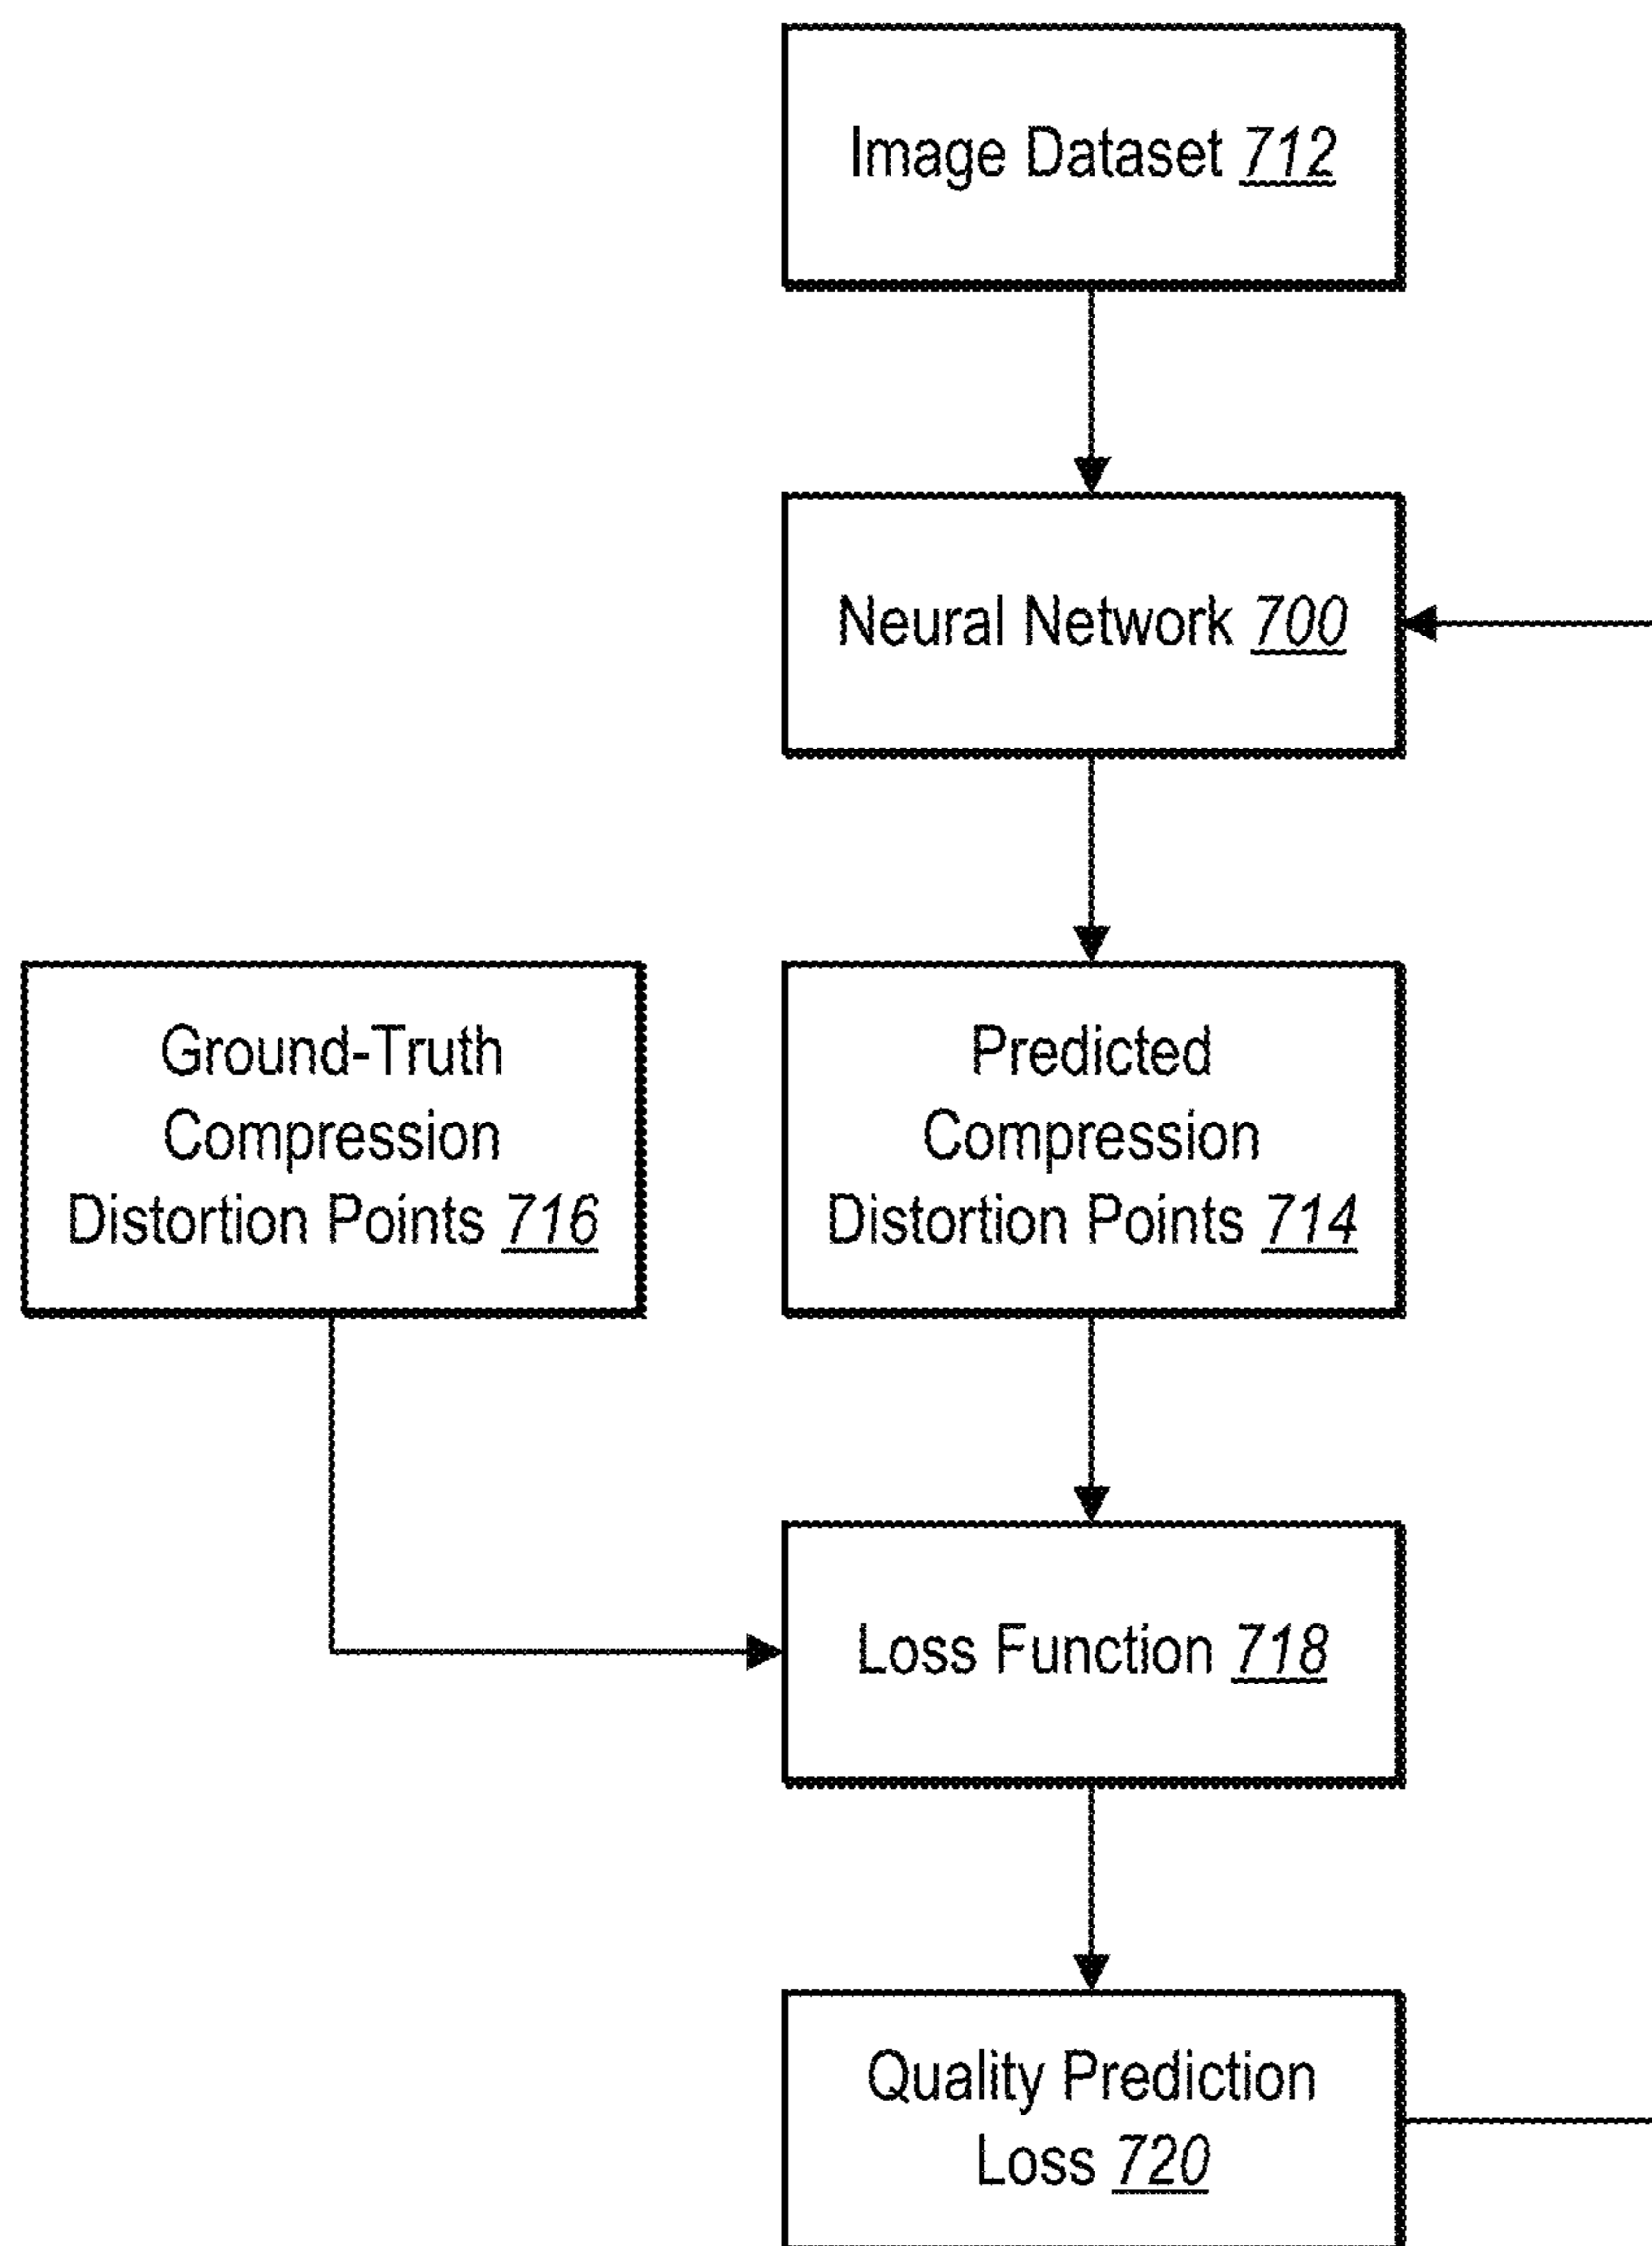 Image Dataset 712
Neural Network 700
Ground-Truth
Compression
Distortion Points 716
Predicted
Compression
Distortion Points 714
Loss Function 718
Quality Prediction
Loss 720